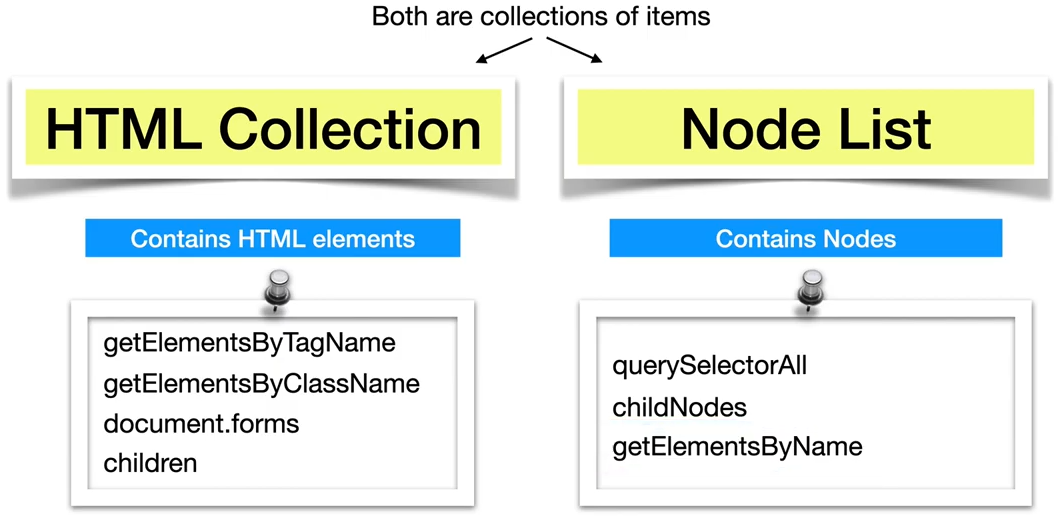 Both are collections of items
HTML Collection
Node List
Contains HTML elements
Contains Nodes
getElementsByTagName
getElementsByClassName
document.forms
children
querySelectorAll
childNodes
getElementsByName